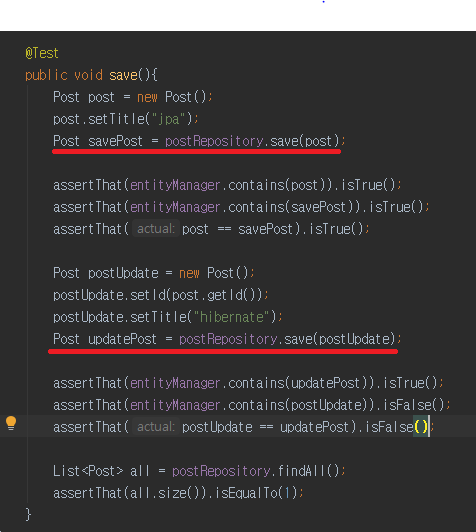 @Test
public void save(){
Post post = new Post();
post.setTitle("jpa");
Post savePost = postRepository.save(post);
assertThat(entityManager.contains(post)).isTrue();
assertThat(entityManager.contains(savePost)).isTrue();
assertThat( actual: post == savePost).isTrue();
Post postUpdate = new Post();
postUpdate.setId(post.getId());
postUpdate.setTitle("hibernate");
Post updatePost = postRepository.save(postUpdate);
assertThat(entityManager.contains(updatePost)).isTrue();
assertThat(entityManager.contains(postUpdate)).isFalse();
assertThat( actual: postUpdate == updatePost).isFalse();
List<Post> all = postRepository.findAll();
assertThat(all.size()).isEqualTo(1);
}